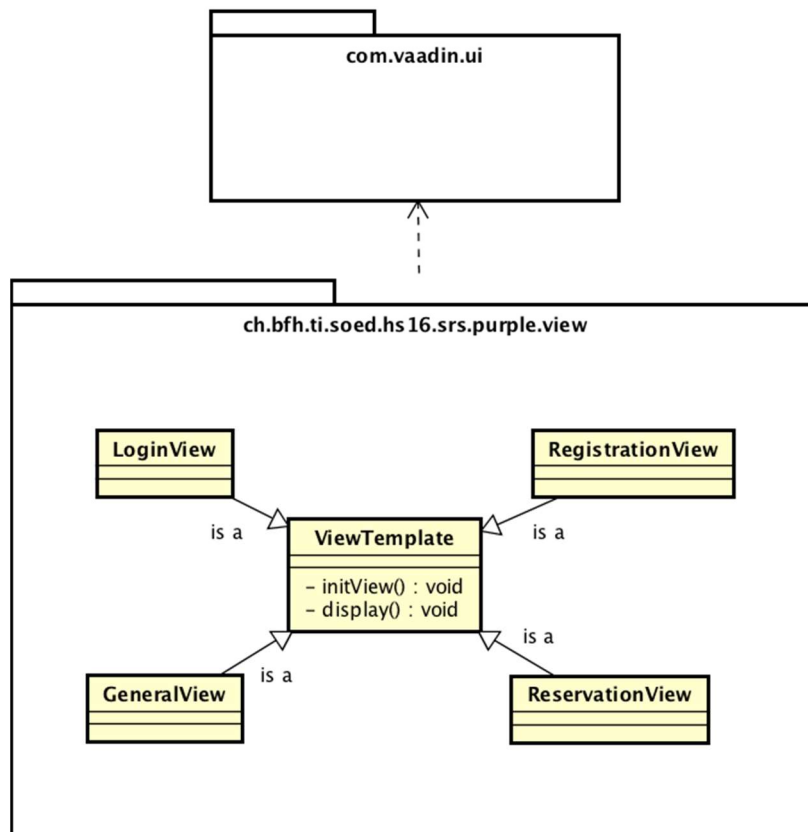 com.vaadin.ui
ch.bfh.ti.soed.hs16.srs.purple.view
LoginView
RegistrationView
is a
is a
ViewTemplate
– initView() : void
– display() : void
is a
is a
GeneralView
ReservationView